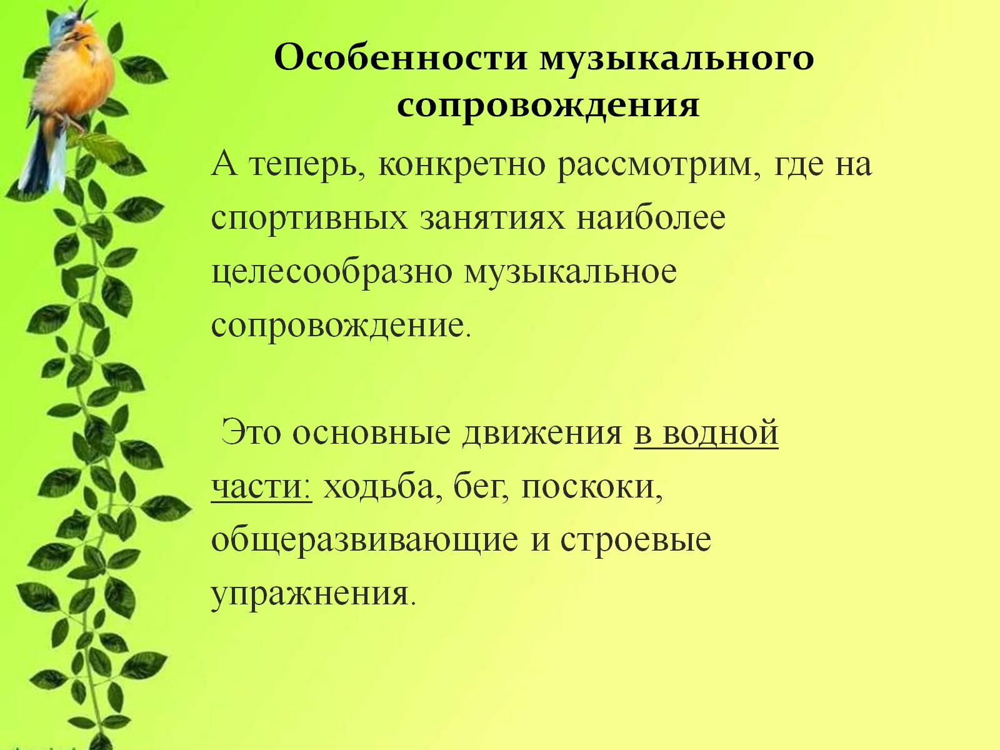 Особенности музыкального
сопровождения
А теперь, конкретно рассмотрим, где на
спортивных занятиях наиболее
целесообразно музыкальное
сопровождение.
Это основные движения в водной
части: ходьба, бег, поскоки,
общеразвивающие и строевые
упражнения.